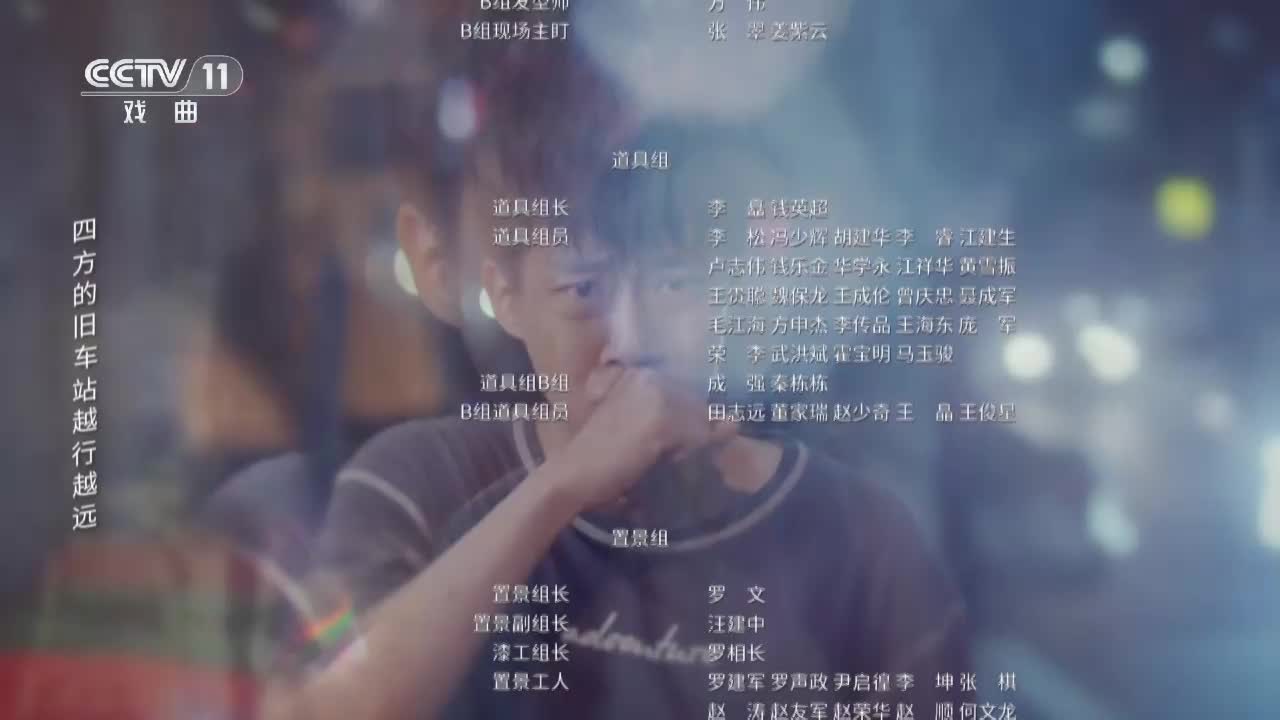 B组发型师 方 伟
B组现场主盯 张 翠 姜紫云
CCTV 11
戏曲
道具组
道具组长 李 晶 钱英超
道具组员 李 松 冯少辉 胡建华 李 睿 江建生
卢志伟 钱乐金 华学永 江祥华 黄雪振
王贵聪 魏保龙 王成伦 曾庆忠 聂成军
毛江海 方申杰 李传品 王海东 庞 军
荣 李 武洪斌 霍宝明 马玉骏
道具组B组 成 强 秦栋栋
B组道具组员 田志远 董家瑞 赵少奇 王 晶 王俊星
四方的旧车站越行越远
置景组
置景组长 罗 文
置景副组长 汪建中
漆工组长 罗相长
置景工人 罗建军 罗声政 尹启徨 李 坤 张 棋
赵 涛 赵友军 赵荣华 赵 顺 何文龙
adventure